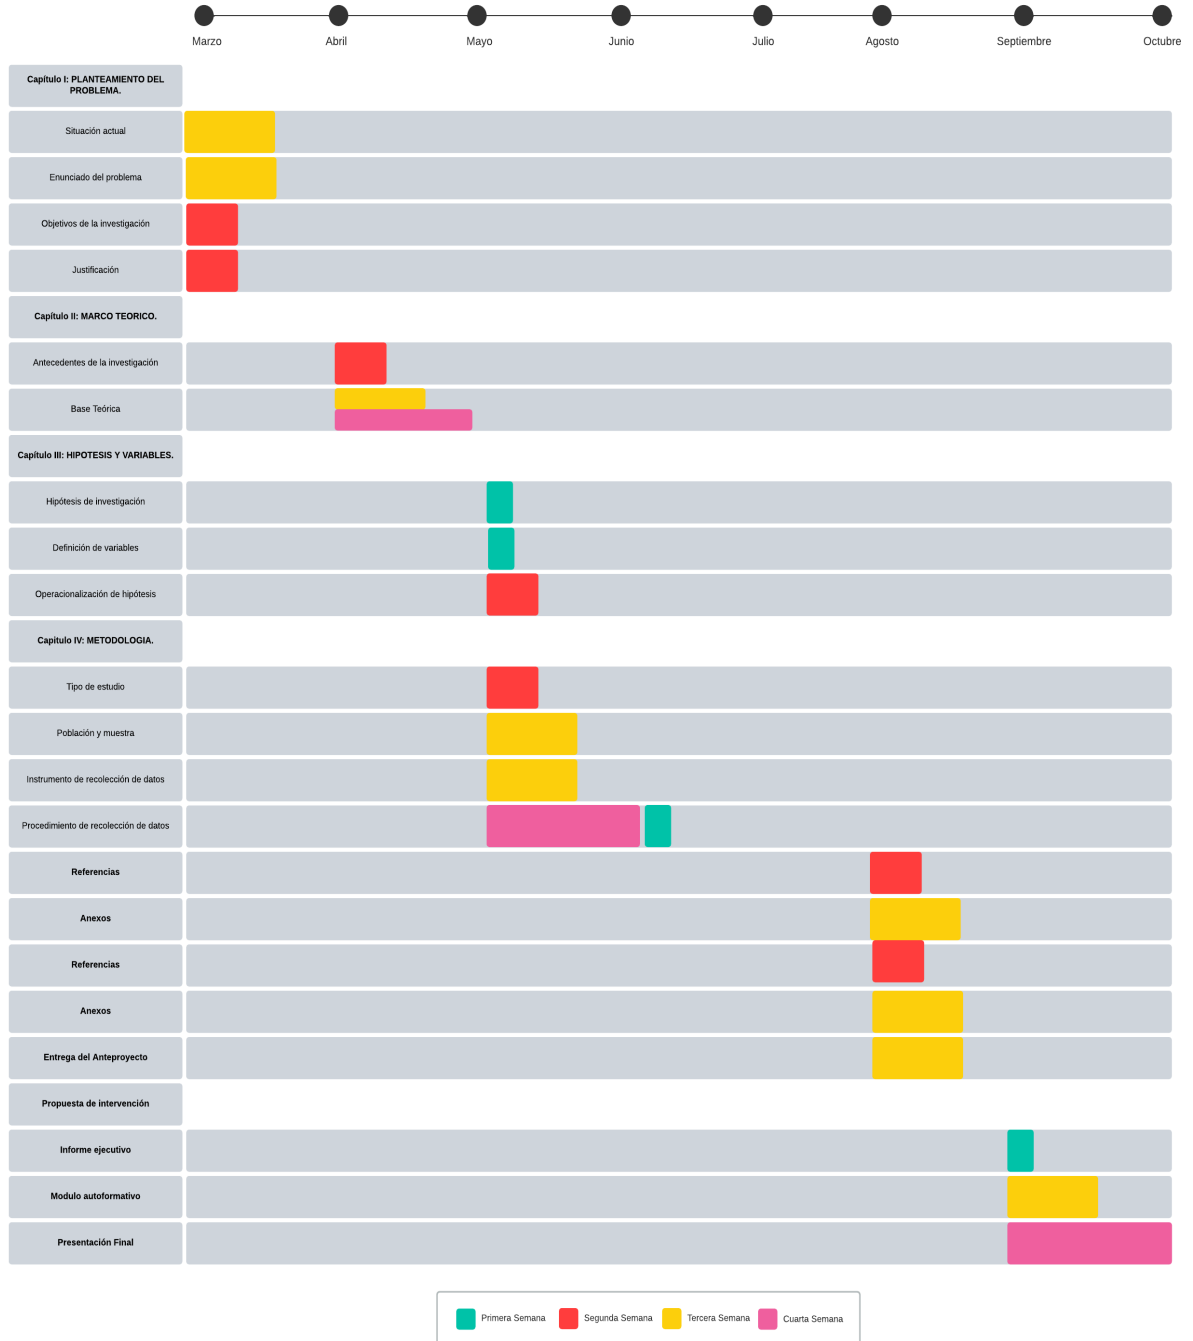 Marzo
Abril
Mayo
Junio
Julio
Agosto
Septiembre
Octubre
Capítulo I: PLANTEAMIENTO DEL
PROBLEMA.
Situación actual
Enunciado del problema
Objetivos de la investigación
Justificación
Capítulo II: MARCO TEORICO.
Antecedentes de la investigación
Base Teórica
Capítulo III: HIPOTESIS Y VARIABLES.
Hipótesis de investigación
Definición de variables
Operacionalización de hipótesis
Capitulo IV: METODOLOGIA.
Tipo de estudio
Población y muestra
Instrumento de recolección de datos
Procedimiento de recolección de datos
Referencias
Anexos
Referencias
Anexos
Entrega del Anteproyecto
Propuesta de intervención
Informe ejecutivo
Modulo autoformativo
Presentación Final
Primera Semana
Segunda Semana
Tercera Semana
Cuarta Semana